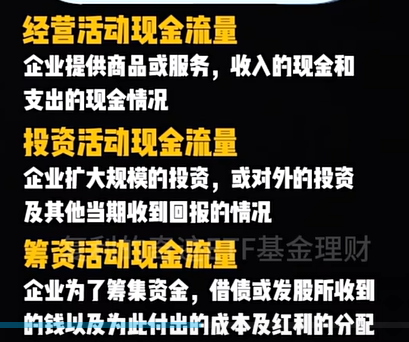 经营活动现金流量
企业提供商品或服务，收入的现金和
支出的现金情况
投资活动现金流量
企业扩大规模的投资，或对外的投资
及其他当期收到回报的情况
筹资活动现金流量
基金理财
企业为了筹集资金，借债或发股所收到
的钱以及为此付出的成本及红利的分配